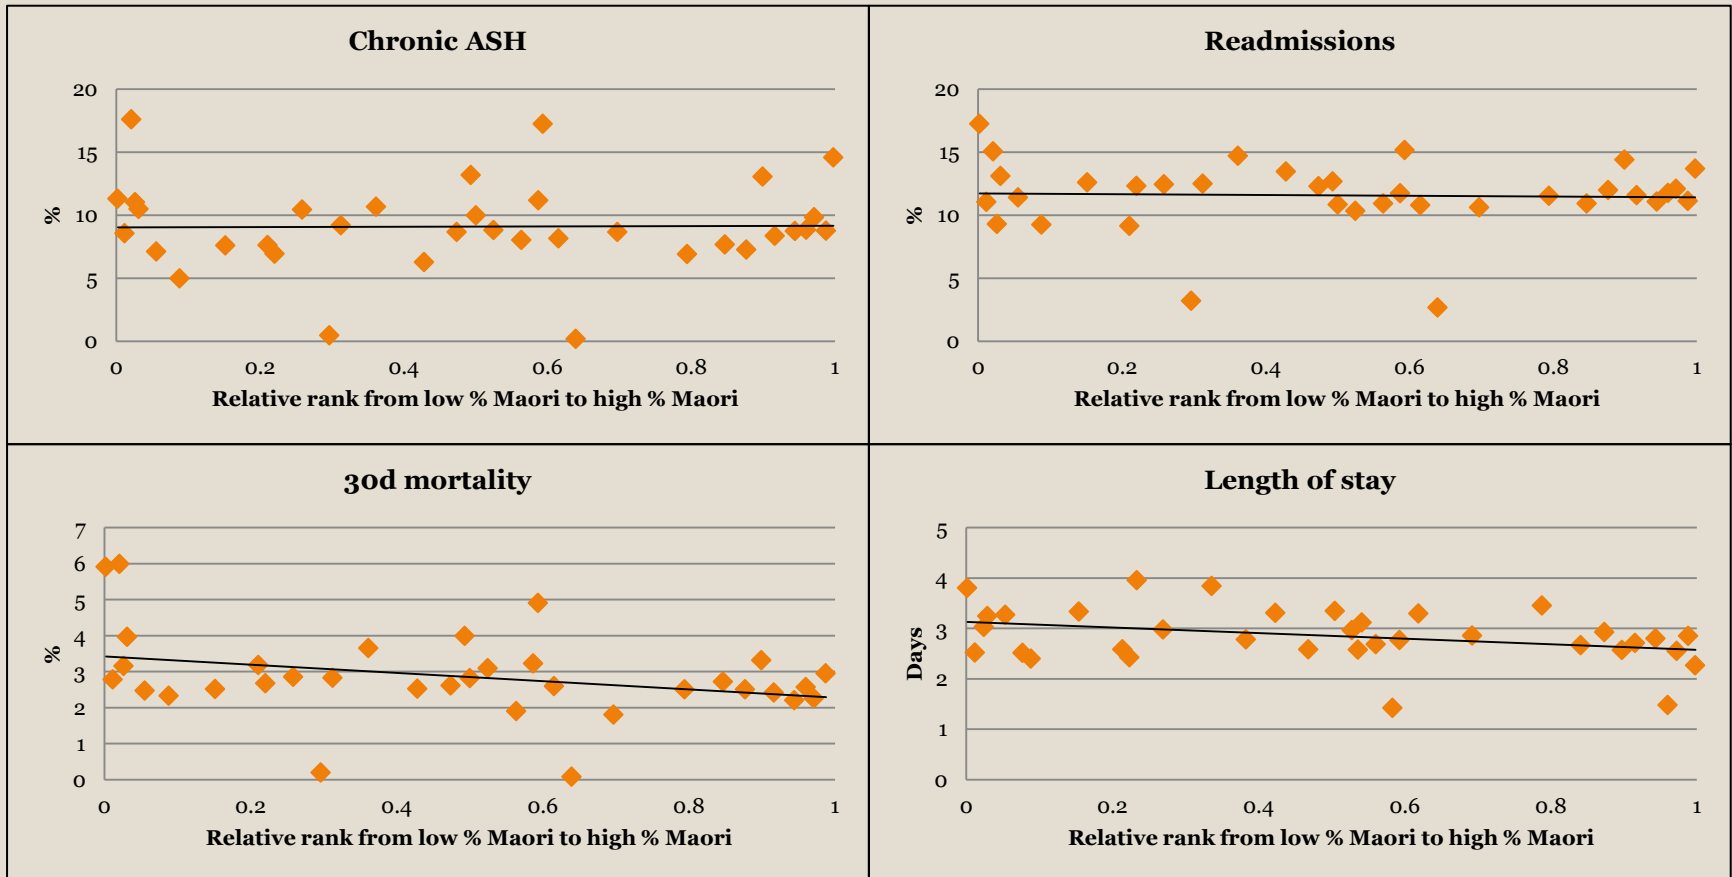 Chronic ASH
20
15
10
5
0
%
0 0.2 0.4 0.6 0.8 1
Relative rank from low % Maori to high % Maori
Readmissions
20
15
10
5
0
%
0 0.2 0.4 0.6 0.8 1
Relative rank from low % Maori to high % Maori
30d mortality
7
6
5
4
3
2
1
0
%
0 0.2 0.4 0.6 0.8 1
Relative rank from low % Maori to high % Maori
Length of stay
5
4
3
2
1
0
Days
0 0.2 0.4 0.6 0.8 1
Relative rank from low % Maori to high % Maori